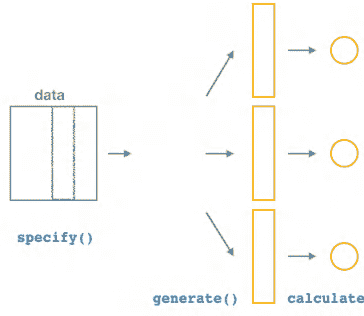 data
specify()
generate()
calculate